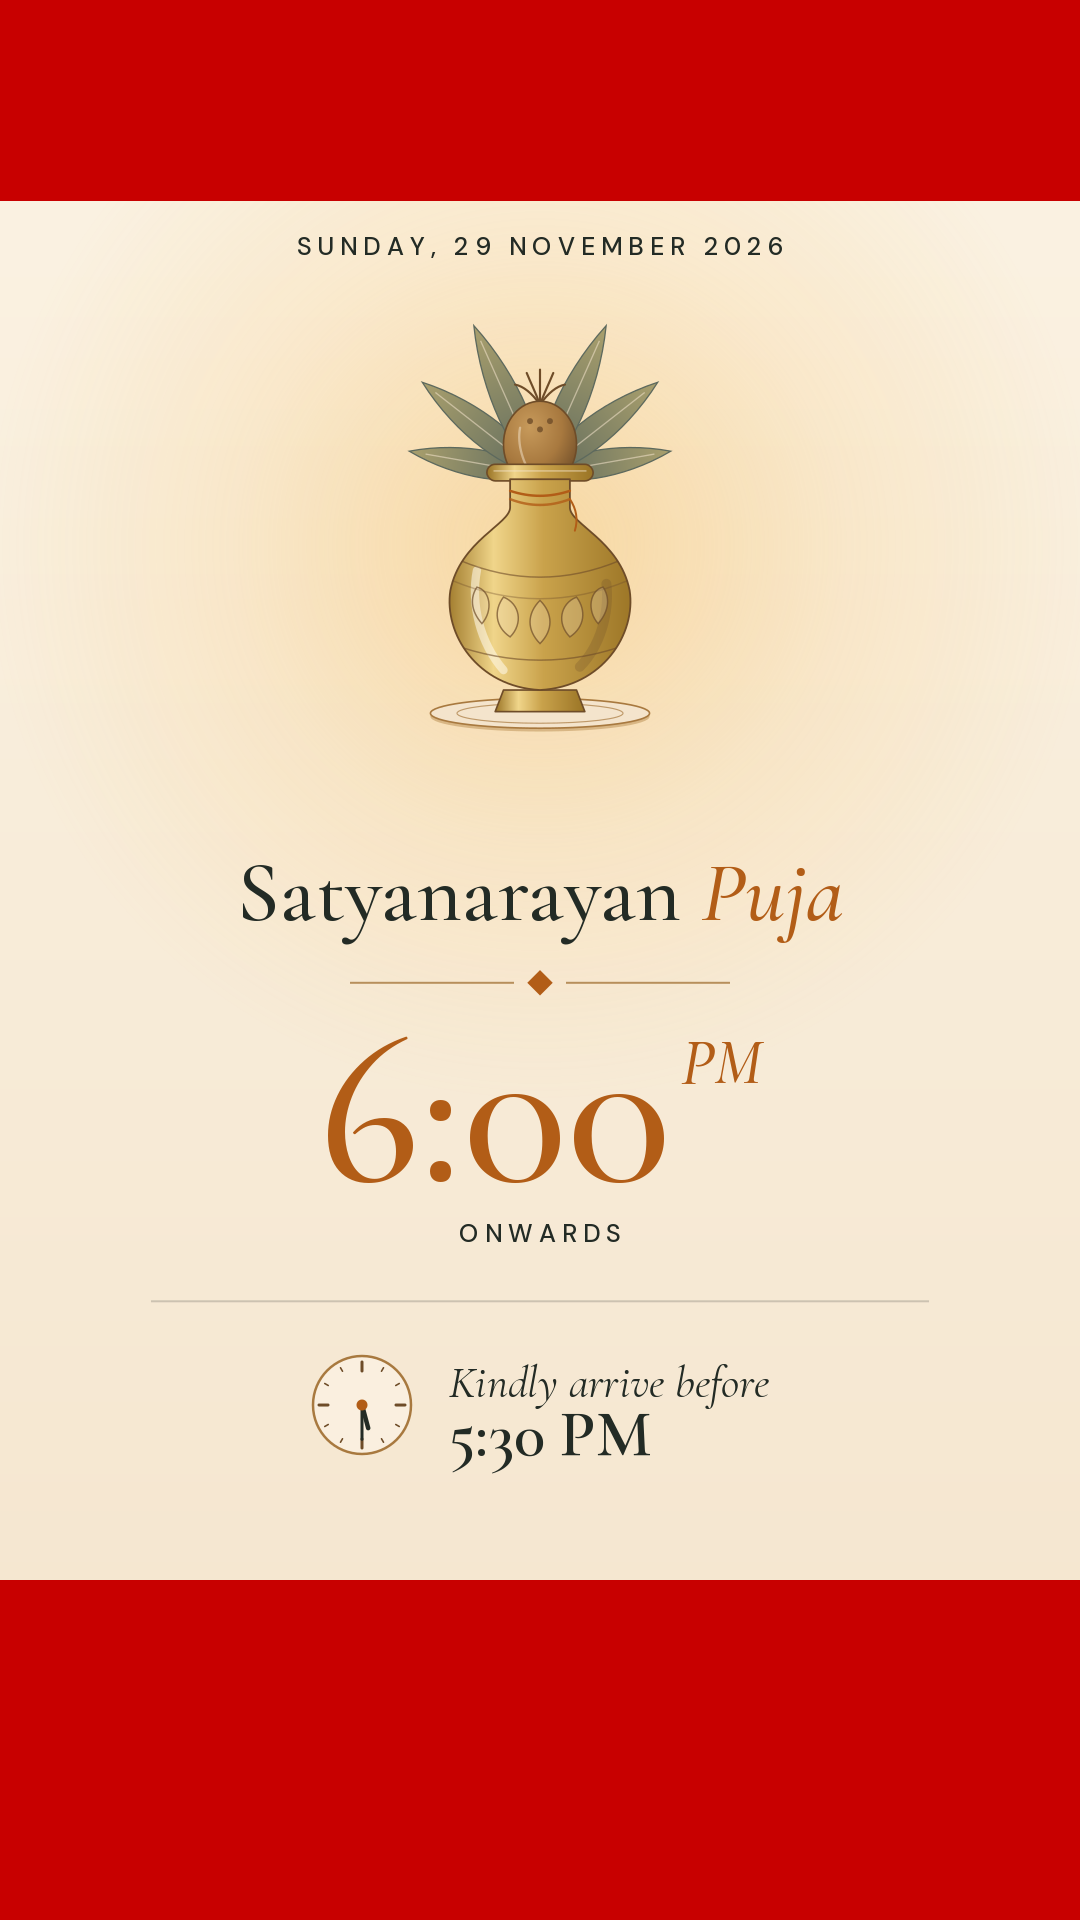 SUNDAY, 29 NOVEMBER 2026
Satyanarayan Puja
6:00 PM
ONWARDS
Kindly arrive before
5:30 PM